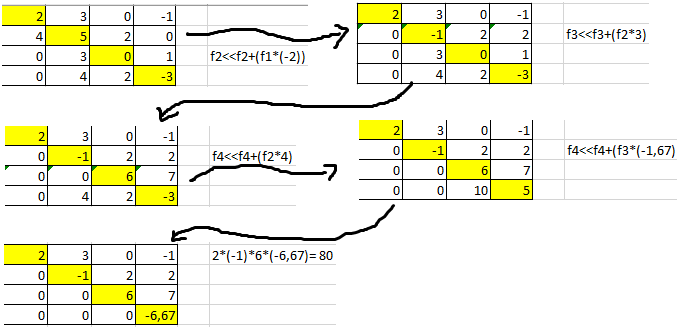 2 3 0 -1
4 5 2 0
0 3 0 1
0 4 2 -3
f2<<f2+(f1*(-2))
2 3 0 -1
0 -1 2 2
0 3 0 1
0 4 2 -3
f3<<f3+(f2*3)
2 3 0 -1
0 -1 2 2
0 0 6 7
0 4 2 -3
f4<<f4+(f2*4)
2 3 0 -1
0 -1 2 2
0 0 6 7
0 0 10 5
f4<<f4+(f3*(-1,67)
2 3 0 -1
0 -1 2 2
0 0 6 7
0 0 0 -6,67
2*(-1)*6*(-6,67)= 80